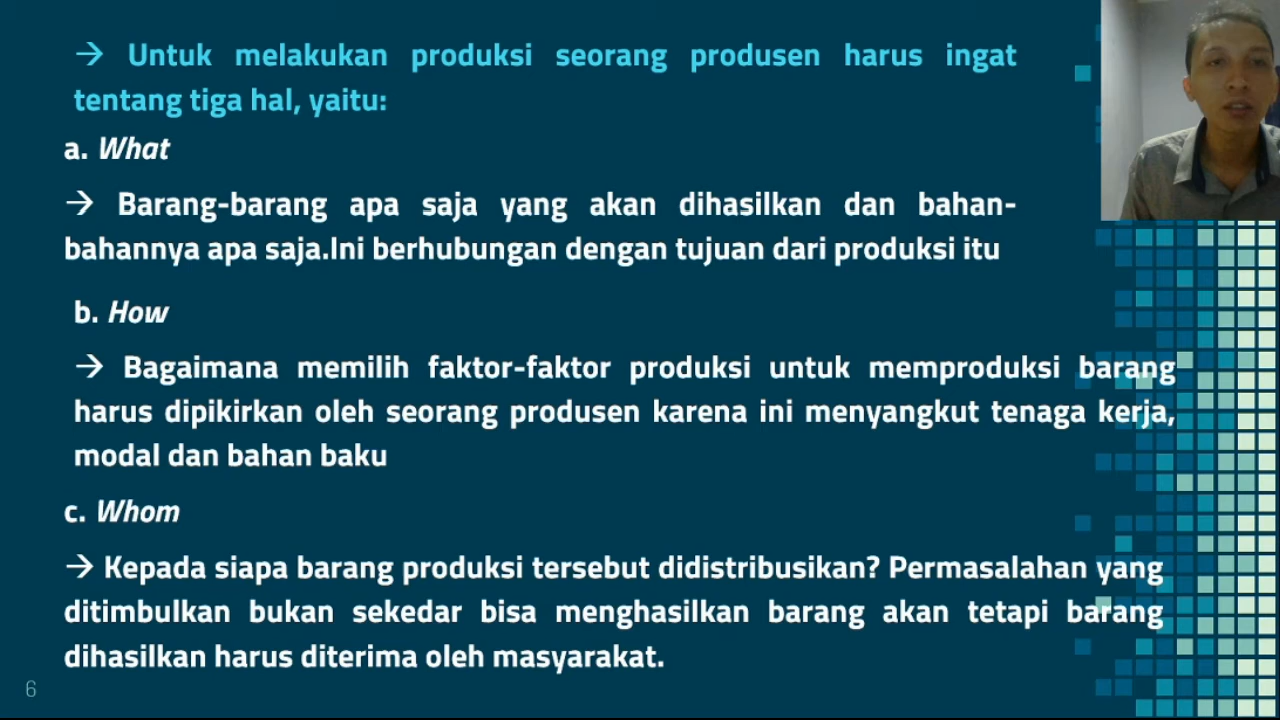 → Untuk melakukan produksi seorang produsen harus ingat
tentang tiga hal, yaitu:
a. What
→ Barang-barang apa saja yang akan dihasilkan dan bahan-
bahannya apa saja.Ini berhubungan dengan tujuan dari produksi itu
b. How
→ Bagaimana memilih faktor-faktor produksi untuk memproduksi barang
harus dipikirkan oleh seorang produsen karena ini menyangkut tenaga kerja,
modal dan bahan baku
c. Whom
→ Kepada siapa barang produksi tersebut didistribusikan? Permasalahan yang
ditimbulkan bukan sekedar bisa menghasilkan barang akan tetapi barang
dihasilkan harus diterima oleh masyarakat.
6